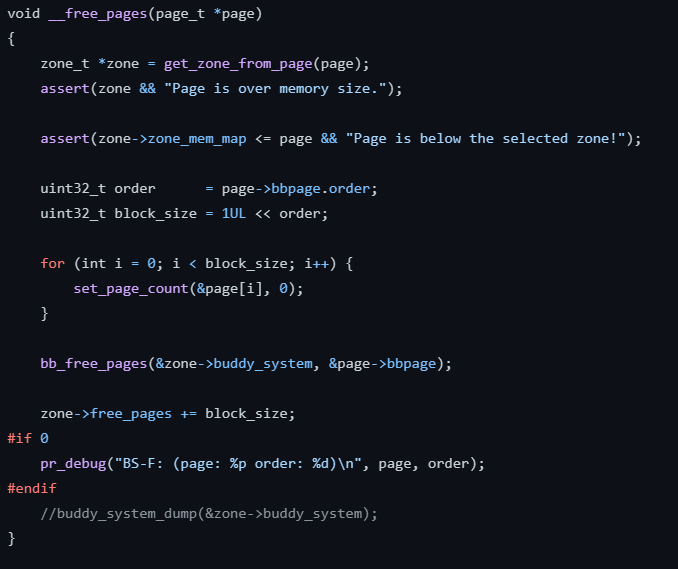 void __free_pages(page_t *page)
{
    zone_t *zone = get_zone_from_page(page);
    assert(zone && "Page is over memory size.");

    assert(zone->zone_mem_map <= page && "Page is below the selected zone!");

    uint32_t order      = page->bbpage.order;
    uint32_t block_size = 1UL << order;

    for (int i = 0; i < block_size; i++) {
        set_page_count(&page[i], 0);
    }

    bb_free_pages(&zone->buddy_system, &page->bbpage);

    zone->free_pages += block_size;
#if 0
    pr_debug("BS-F: (page: %p order: %d)\n", page, order);
#endif
    //buddy_system_dump(&zone->buddy_system);
}